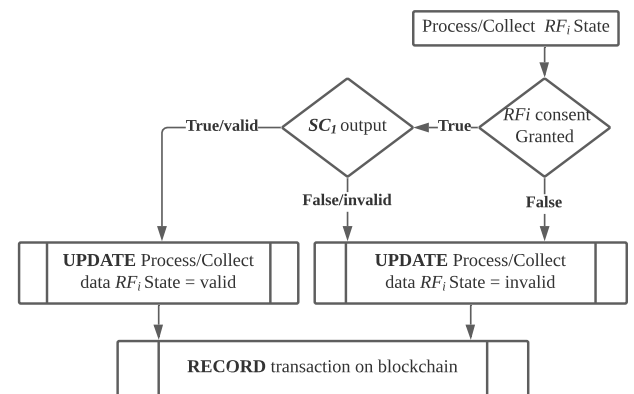 Process/Collect RFi State
RFi consent
Granted
True
SC1 output
True/valid
False/invalid
False
UPDATE Process/Collect
data RFi State = valid
UPDATE Process/Collect
data RFi State = invalid
RECORD transaction on blockchain